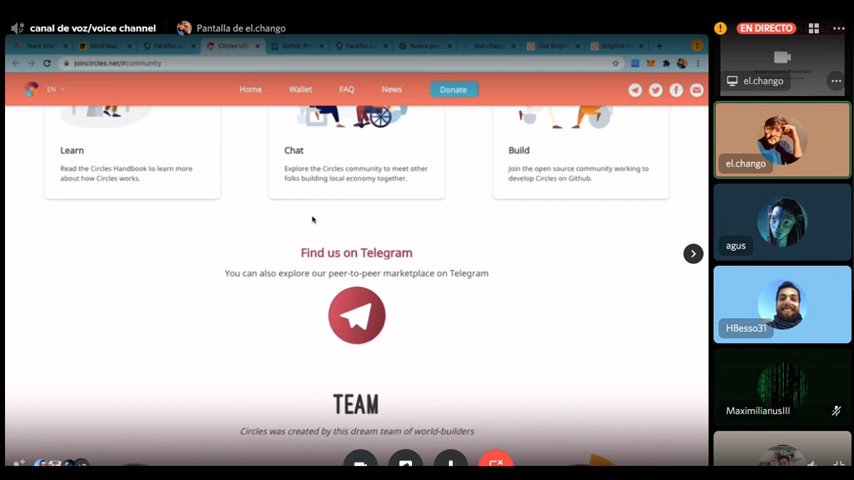 canal de voz/voice channel
Pantalla de el.chango
EN DIRECTO
Circles UBI
joincircles.net/#community
EN
Home
Wallet
FAQ
News
Donate
el.chango
Learn
Chat
Build
Read the Circles Handbook to learn more
about how Circles works.
Explore the Circles community to meet other
folks building local economy together.
Join the open source community working to
develop Circles on Github.
el.chango
agus
Find us on Telegram
You can also explore our peer-to-peer marketplace on Telegram
HBesso31
TEAM
MaximilianusIII
Circles was created by this dream team of world-builders